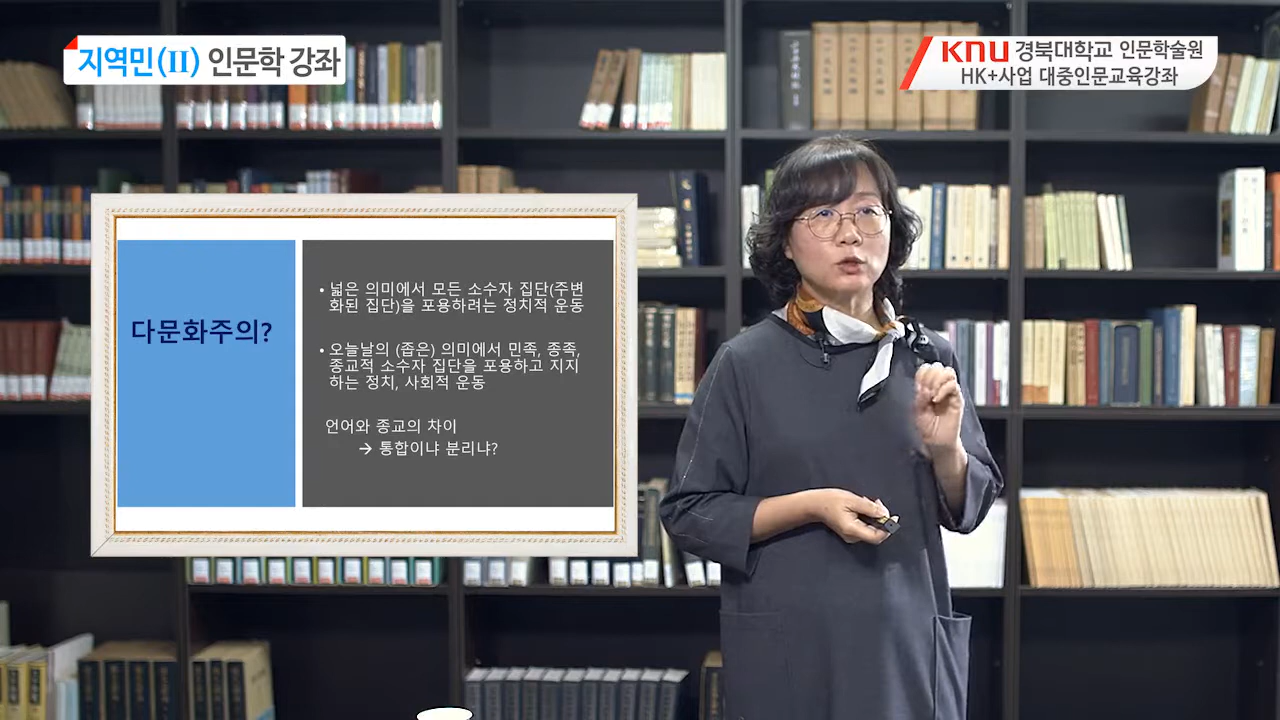 지역민(II) 인문학 강좌
KNU 경북대학교 인문학술원
HK+사업 대중인문교육강좌
다문화주의?
• 넓은 의미에서 모든 소수자 집단(주변
화된 집단)을 포용하려는 정치적 운동
• 오늘날의 (좁은) 의미에서 민족, 종족,
종교적 소수자 집단을 포용하고 지지
하는 정치, 사회적 운동
언어와 종교의 차이
→ 통합이냐 분리냐?